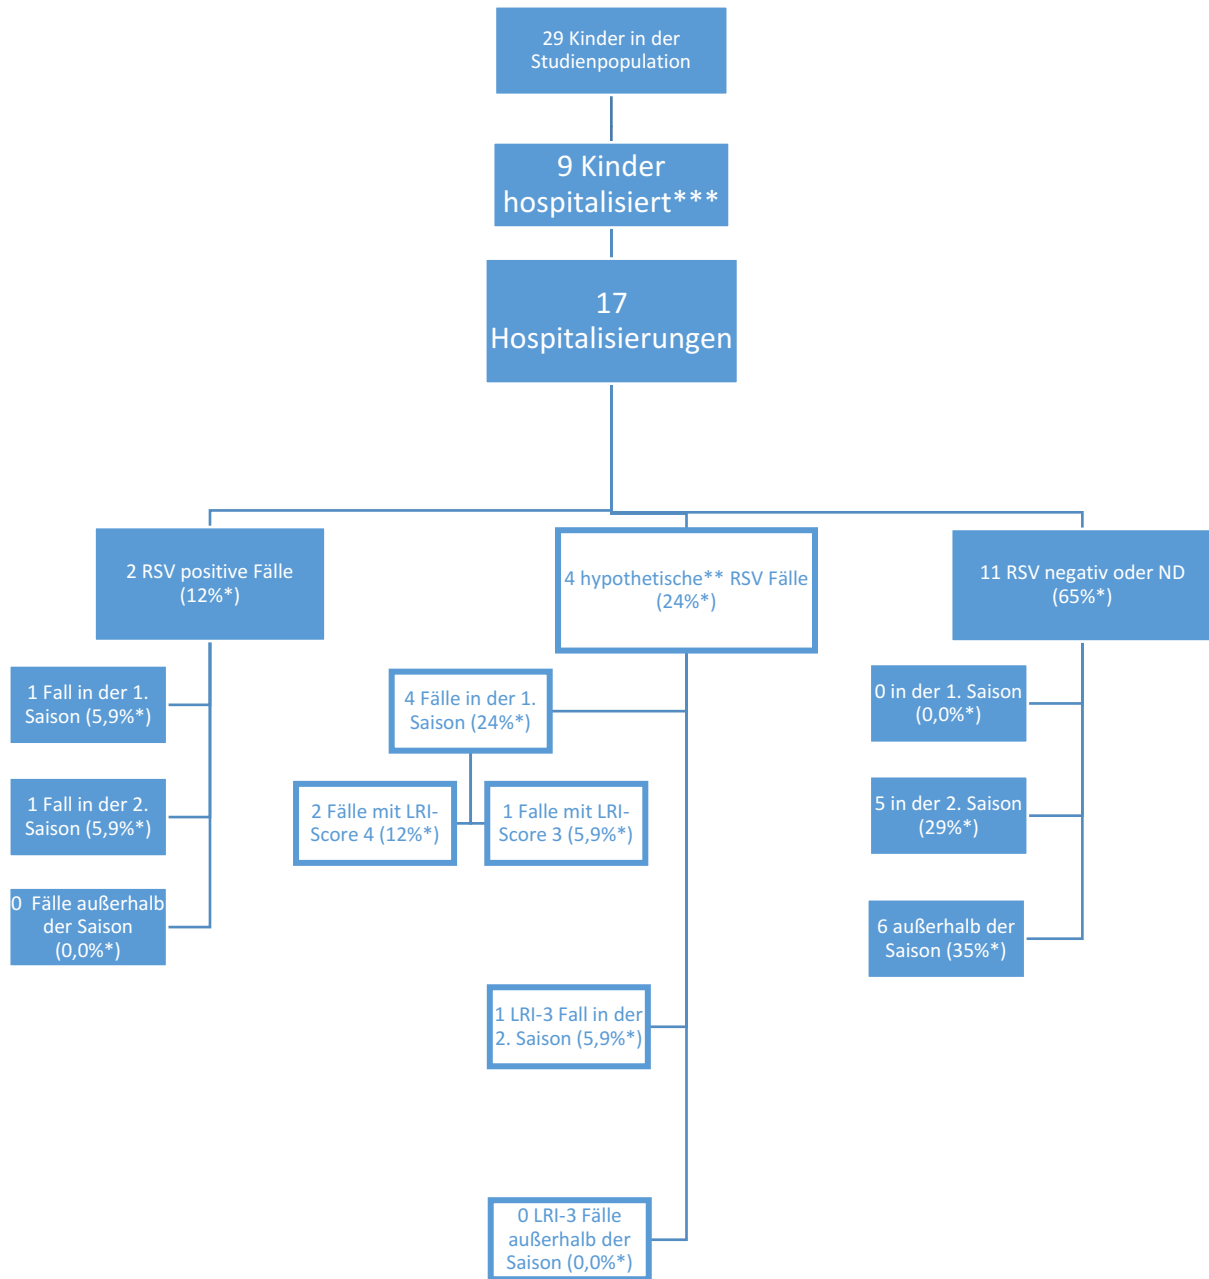 29 Kinder in der
Studienpopulation
9 Kinder
hospitalisiert***
17
Hospitalisierungen
2 RSV positive Fälle
(12%*)
1 Fall in der 1.
Saison (5,9%*)
1 Fall in der 2.
Saison (5,9%*)
0  Fälle außerhalb
der Saison
(0,0%*)
4 hypothetische** RSV Fälle
(24%*)
4 Fälle in der 1.
Saison (24%*)
2 Fälle mit LRI-
Score 4 (12%*)
1 Falle mit LRI-
Score 3 (5,9%*)
1 LRI-3 Fall in der
2. Saison (5,9%*)
0 LRI-3 Fälle
außerhalb der
Saison (0,0%*)
11 RSV negativ oder ND
(65%*)
0 in der 1. Saison
(0,0%*)
5 in der 2. Saison
(29%*)
6 außerhalb der
Saison (35%*)